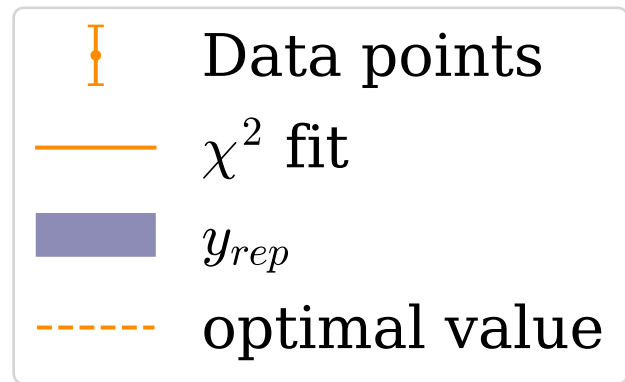 Data points
χ² fit
y_rep
optimal value